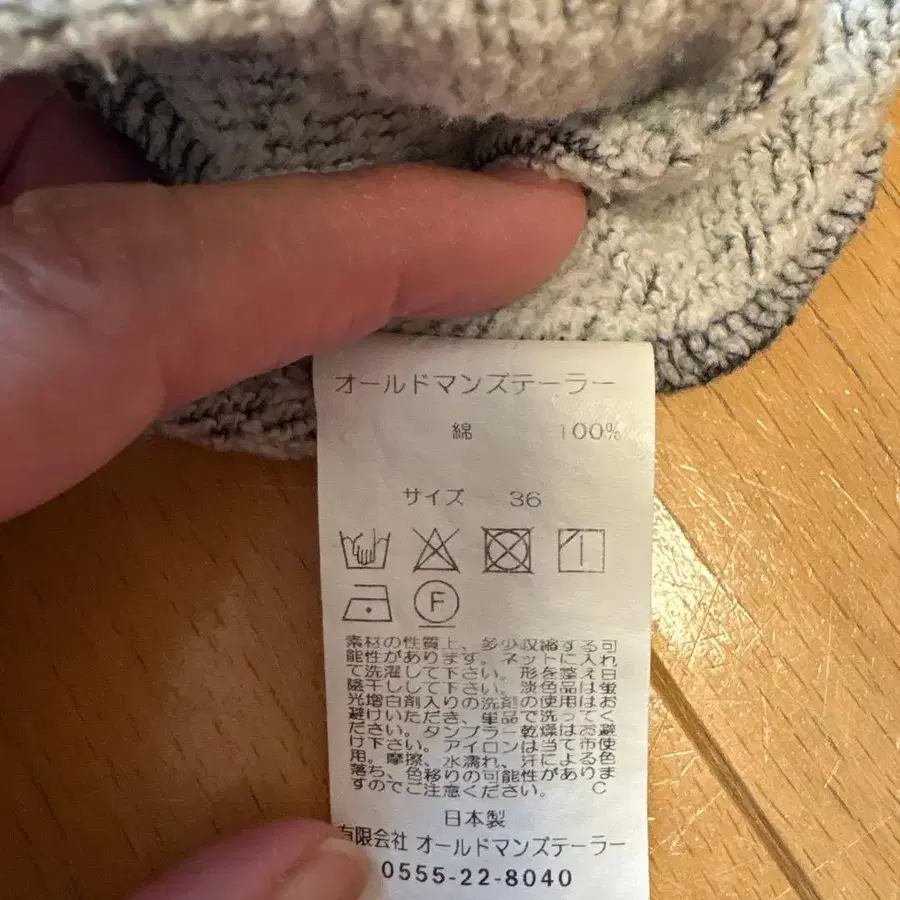 オールドマンズテーラー
綿 100%
サイズ 36
F
素材の性質上、多少収縮する可
能性があります。ネットに入れ
て洗濯して下さい。形を整え日
陰干しして下さい。淡色品は蛍
光増白剤入りの洗剤の使用はお
避けいただき、単品で洗ってく
ださい。タンブラー乾燥はお避
け下さい。アイロンは当て布使
用。摩擦、水濡れ、汗による色
落ち、色移りの可能性がありま
すのでご注意ください。 C
日本製
有限会社 オールドマンズテーラー
0555-22-8040